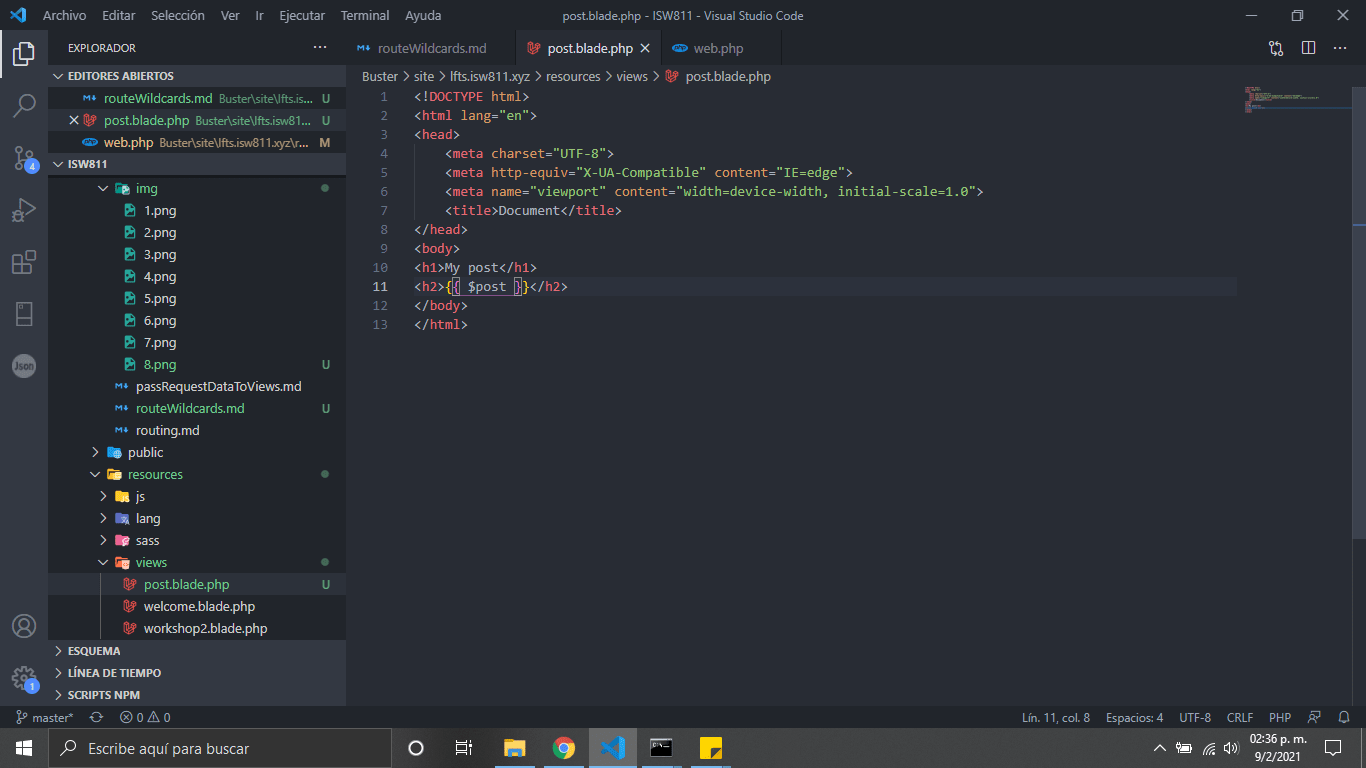 Archivo Editar Selección Ver Ir Ejecutar Terminal Ayuda
post.blade.php - ISW811 - Visual Studio Code
EXPLORADOR
routeWildcards.md
post.blade.php
web.php
EDITORES ABIERTOS
routeWildcards.md Buster\site\lfts.is... U
post.blade.php Buster\site\lfts.isw81... U
web.php Buster\site\lfts.isw811.xyz\r... M
ISW811
img
1.png
2.png
3.png
4.png
5.png
6.png
7.png
8.png U
passRequestDataToViews.md
routeWildcards.md U
routing.md
public
resources
js
lang
sass
views
post.blade.php U
welcome.blade.php
workshop2.blade.php
ESQUEMA
LÍNEA DE TIEMPO
SCRIPTS NPM
4
Json
1
Buster > site > lfts.isw811.xyz > resources > views > post.blade.php
1 <!DOCTYPE html>
2 <html lang="en">
3 <head>
4 <meta charset="UTF-8">
5 <meta http-equiv="X-UA-Compatible" content="IE=edge">
6 <meta name="viewport" content="width=device-width, initial-scale=1.0">
7 <title>Document</title>
8 </head>
9 <body>
10 <h1>My post</h1>
11 <h2>{{ $post }}</h2>
12 </body>
13 </html>
master* 0 0
Lín. 11, col. 8 Espacios: 4 UTF-8 CRLF PHP
Escribe aquí para buscar
02:36 p. m.
9/2/2021